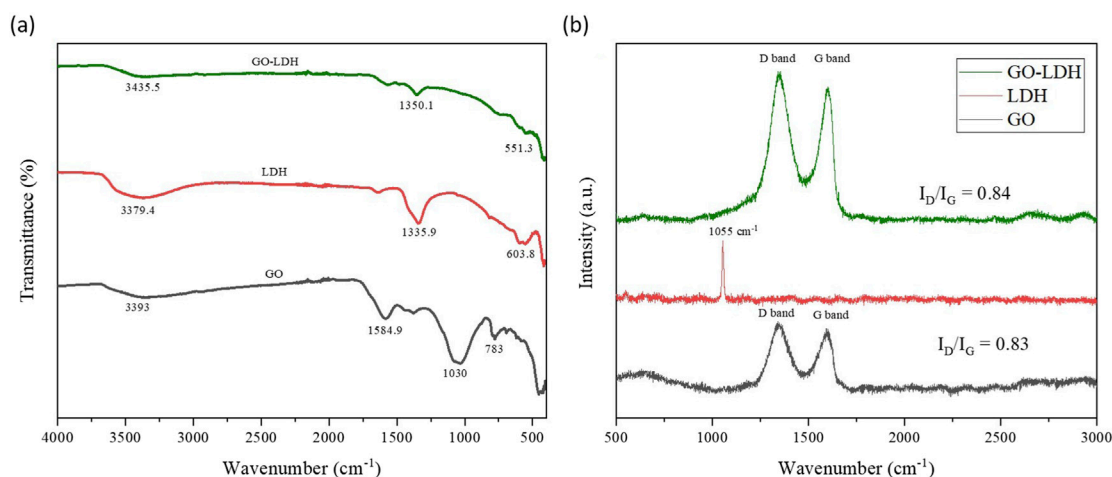 (a)
GO-LDH
3435.5
1350.1
551.3
LDH
3379.4
1335.9
603.8
GO
3393
1584.9
1030
783
Transmittance (%)
4000 3500 3000 2500 2000 1500 1000 500
Wavenumber (cm⁻¹)
(b)
D band G band
GO-LDH
LDH
GO
I_D/I_G = 0.84
1055 cm⁻¹
D band G band
I_D/I_G = 0.83
Intensity (a.u.)
500 1000 1500 2000 2500 3000
Wavenumber (cm⁻¹)